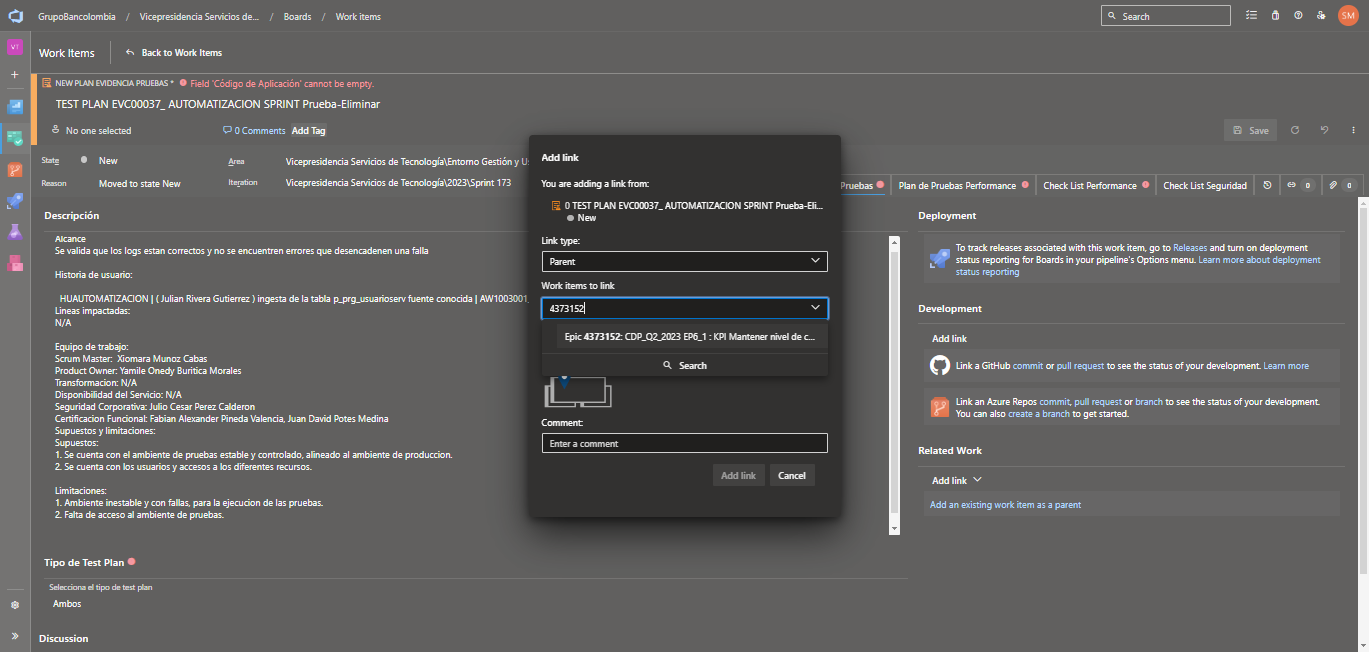 GrupoBancolombia / Vicepresidencia Servicios de... / Boards / Work items
Search
SM
VT
Work Items
Back to Work Items
NEW PLAN EVIDENCIA PRUEBAS * Field 'Código de Aplicación' cannot be empty.
TEST PLAN EVC00037_ AUTOMATIZACION SPRINT Prueba-Eliminar
No one selected
0 Comments
Add Tag
Save
State
New
Area
Vicepresidencia Servicios de Tecnología\Entorno Gestión y Us
Reason
Moved to state New
Iteration
Vicepresidencia Servicios de Tecnología\2023\Sprint 173
Pruebas
Plan de Pruebas Performance
Check List Performance
Check List Seguridad
0
0
Descripción
Alcance
Se valida que los logs estan correctos y no se encuentren errores que desencadenen una falla
Historia de usuario:
HUAUTOMATIZACION | ( Julian Rivera Gutierrez ) ingesta de la tabla p_prg_usuarioserv fuente conocida | AW1003001_
Lineas impactadas:
N/A
Equipo de trabajo:
Scrum Master: Xiomara Munoz Cabas
Product Owner: Yamile Onedy Buritica Morales
Transformacion: N/A
Disponibilidad del Servicio: N/A
Seguridad Corporativa: Julio Cesar Perez Calderon
Certificacion Funcional: Fabian Alexander Pineda Valencia, Juan David Potes Medina
Supuestos y limitaciones:
Supuestos:
1. Se cuenta con el ambiente de pruebas estable y controlado, alineado al ambiente de produccion.
2. Se cuenta con los usuarios y accesos a los diferentes recursos.
Limitaciones:
1. Ambiente inestable y con fallas, para la ejecucion de las pruebas.
2. Falta de acceso al ambiente de pruebas.
Tipo de Test Plan
Selecciona el tipo de test plan
Ambos
Discussion
Add link
You are adding a link from:
0 TEST PLAN EVC00037_ AUTOMATIZACION SPRINT Prueba-Eli...
New
Link type:
Parent
Work items to link
4373152
Epic 4373152: CDP_Q2_2023 EP6_1 : KPI Mantener nivel de c...
Search
Comment:
Enter a comment
Add link
Cancel
Deployment
To track releases associated with this work item, go to Releases and turn on deployment
status reporting for Boards in your pipeline's Options menu. Learn more about deployment
status reporting
Development
Add link
Link a GitHub commit or pull request to see the status of your development. Learn more
Link an Azure Repos commit, pull request or branch to see the status of your development.
You can also create a branch to get started.
Related Work
Add link
Add an existing work item as a parent